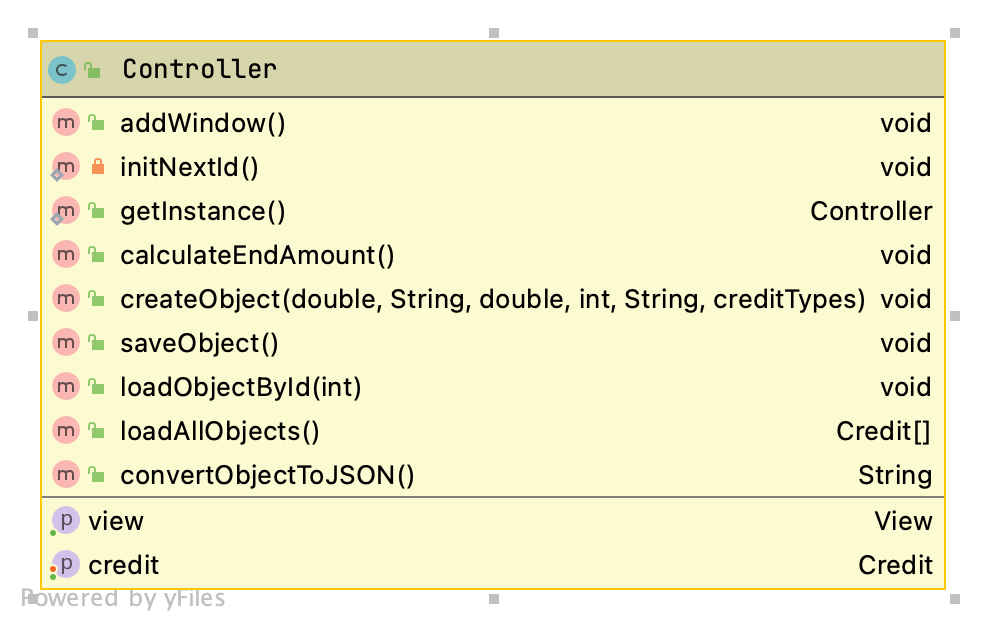 C Controller
m addWindow() void
m initNextId() void
m getInstance() Controller
m calculateEndAmount() void
m createObject(double, String, double, int, String, creditTypes) void
m saveObject() void
m loadObjectById(int) void
m loadAllObjects() Credit[]
m convertObjectToJSON() String
p view View
p credit Credit
Powered by yFiles